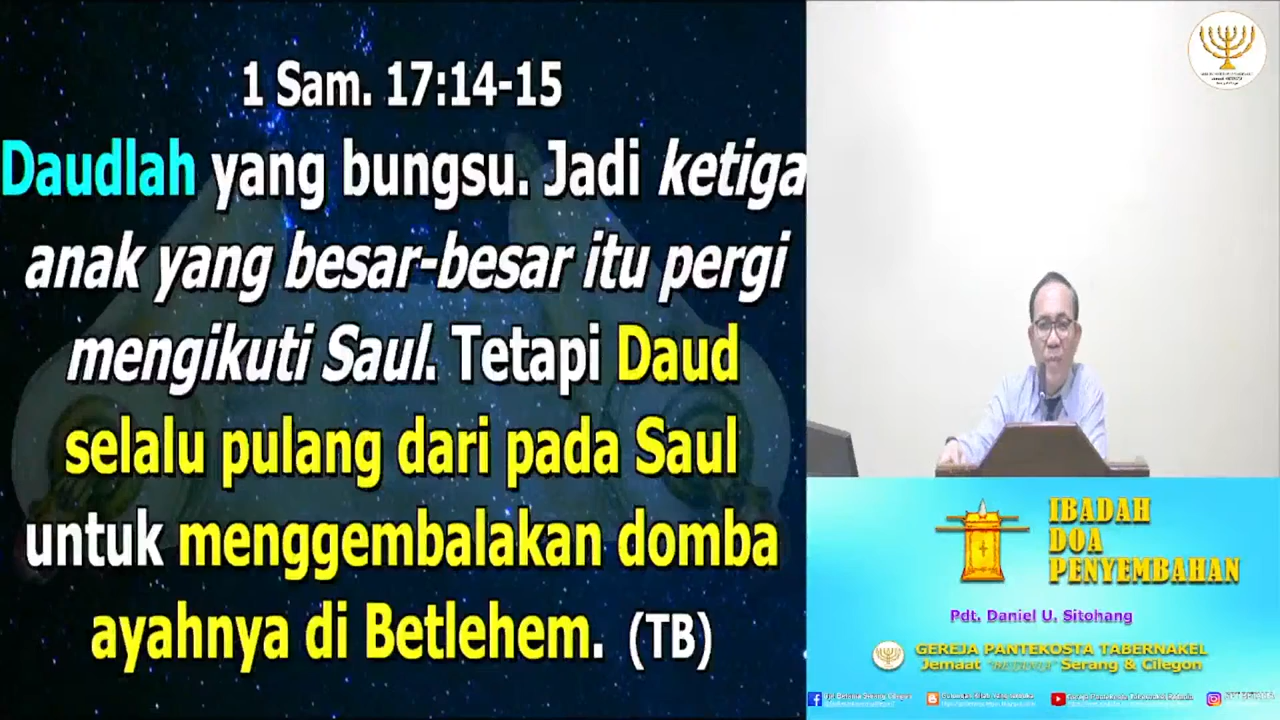 1 Sam. 17:14-15
Daudlah yang bungsu. Jadi ketiga
anak yang besar-besar itu pergi
mengikuti Saul. Tetapi Daud
selalu pulang dari pada Saul
untuk menggembalakan domba
ayahnya di Betlehem. (TB)
IBADAH
DOA
PENYEMBAHAN
Pdt. Daniel U. Sitohang
GEREJA PANTEKOSTA TABERNAKEL
Jemaat "BETANIA" Serang & Cilegon